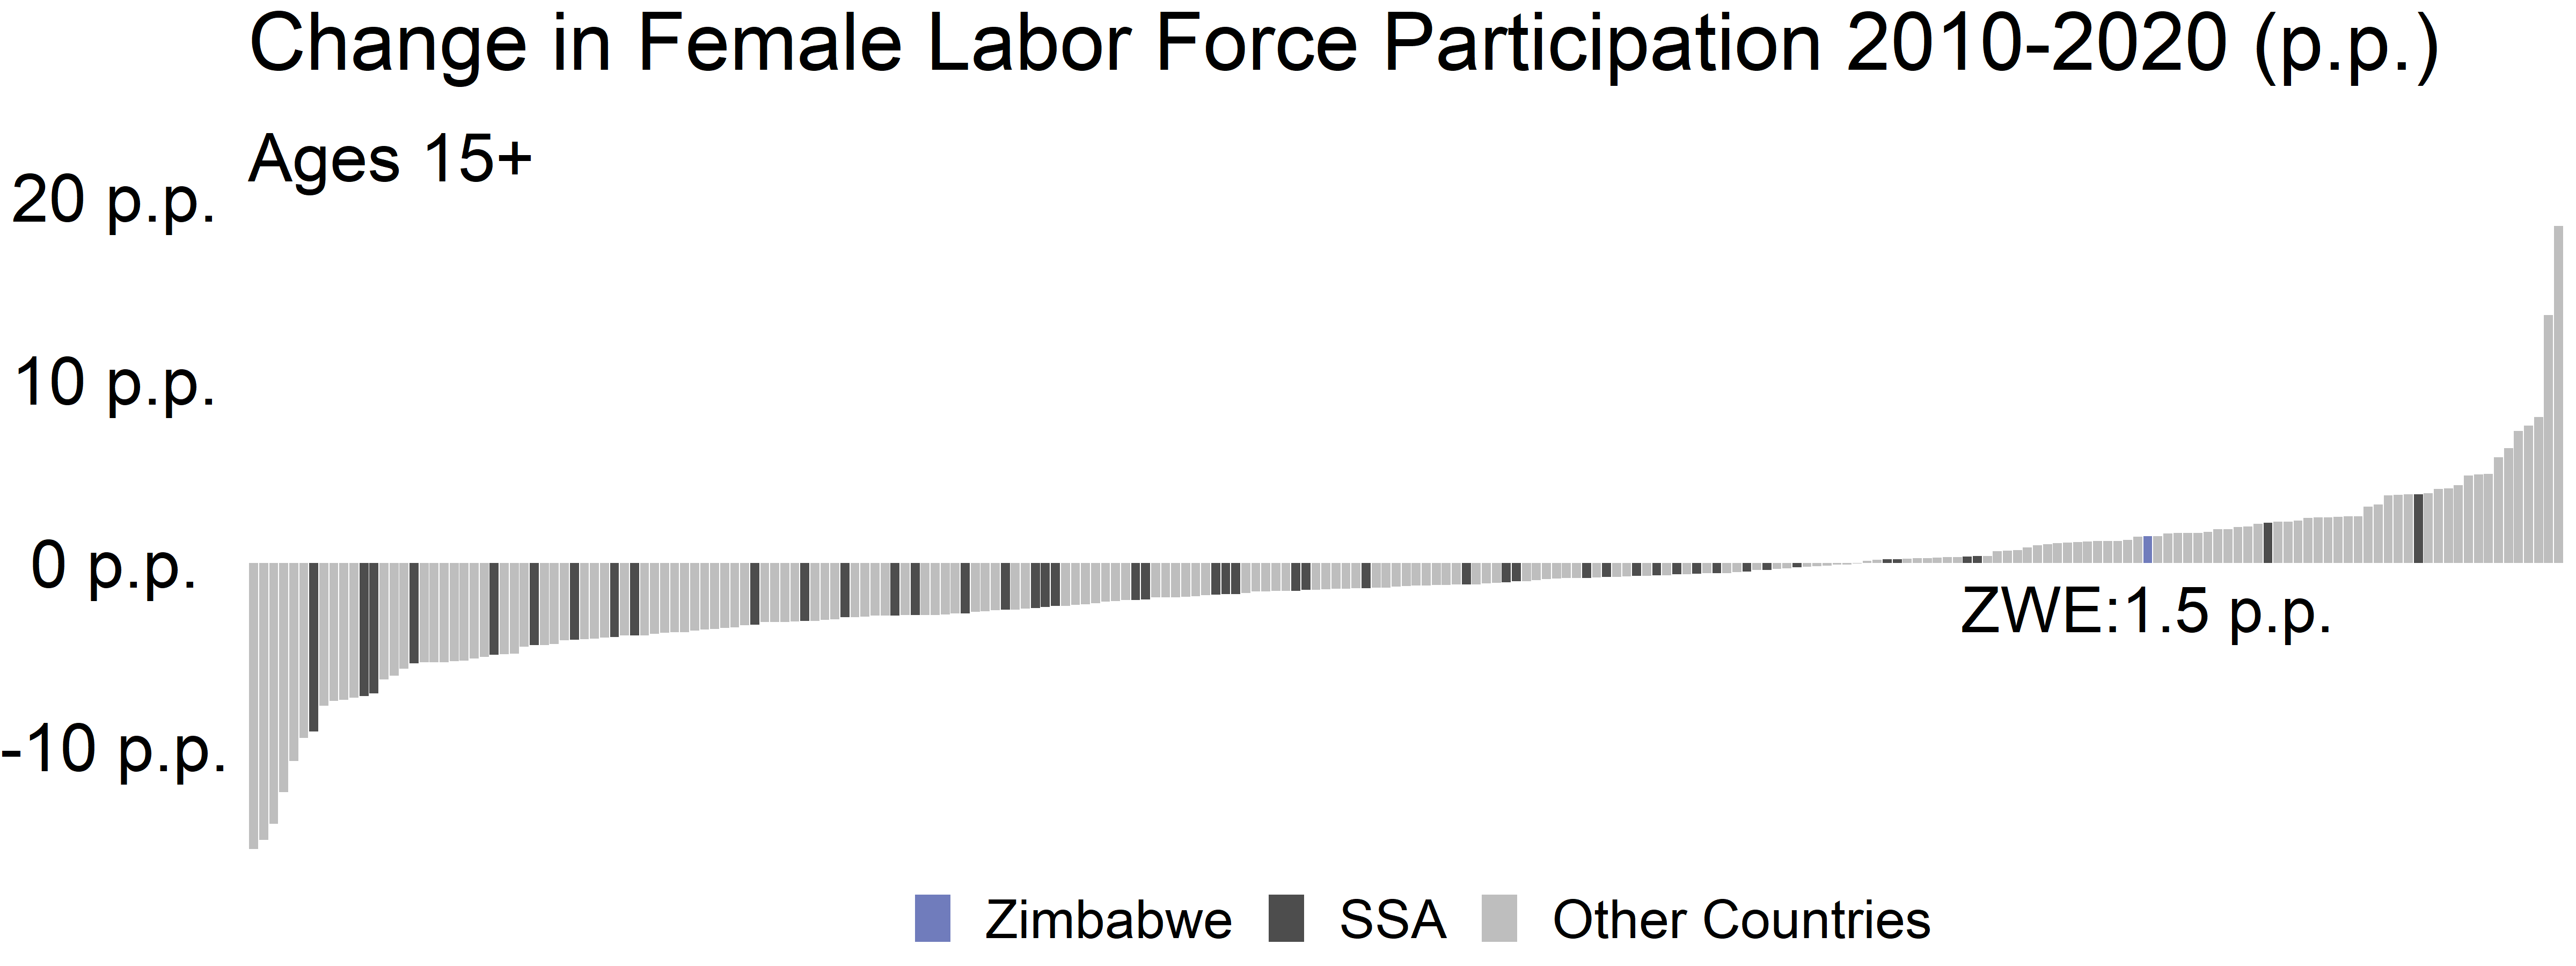 Change in Female Labor Force Participation 2010-2020 (p.p.)
Ages 15+
20 p.p.
10 p.p.
0 p.p.
-10 p.p.
ZWE:1.5 p.p.
Zimbabwe SSA Other Countries